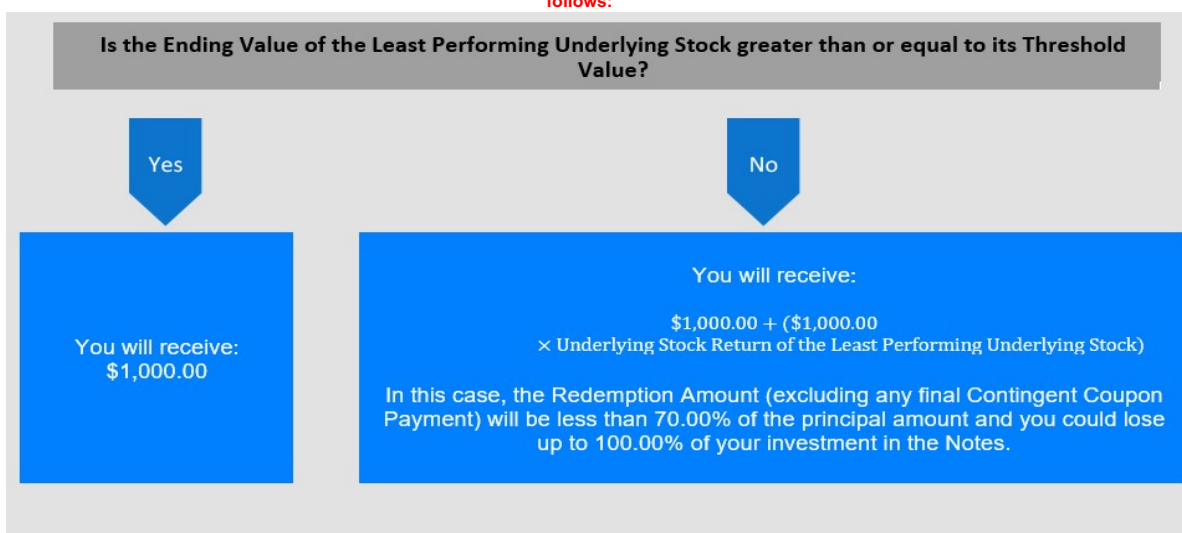 follows:
Is the Ending Value of the Least Performing Underlying Stock greater than or equal to its Threshold
Value?
Yes
No
You will receive:
$1,000.00
You will receive:
$1,000.00 + ($1,000.00
× Underlying Stock Return of the Least Performing Underlying Stock)
In this case, the Redemption Amount (excluding any final Contingent Coupon
Payment) will be less than 70.00% of the principal amount and you could lose
up to 100.00% of your investment in the Notes.